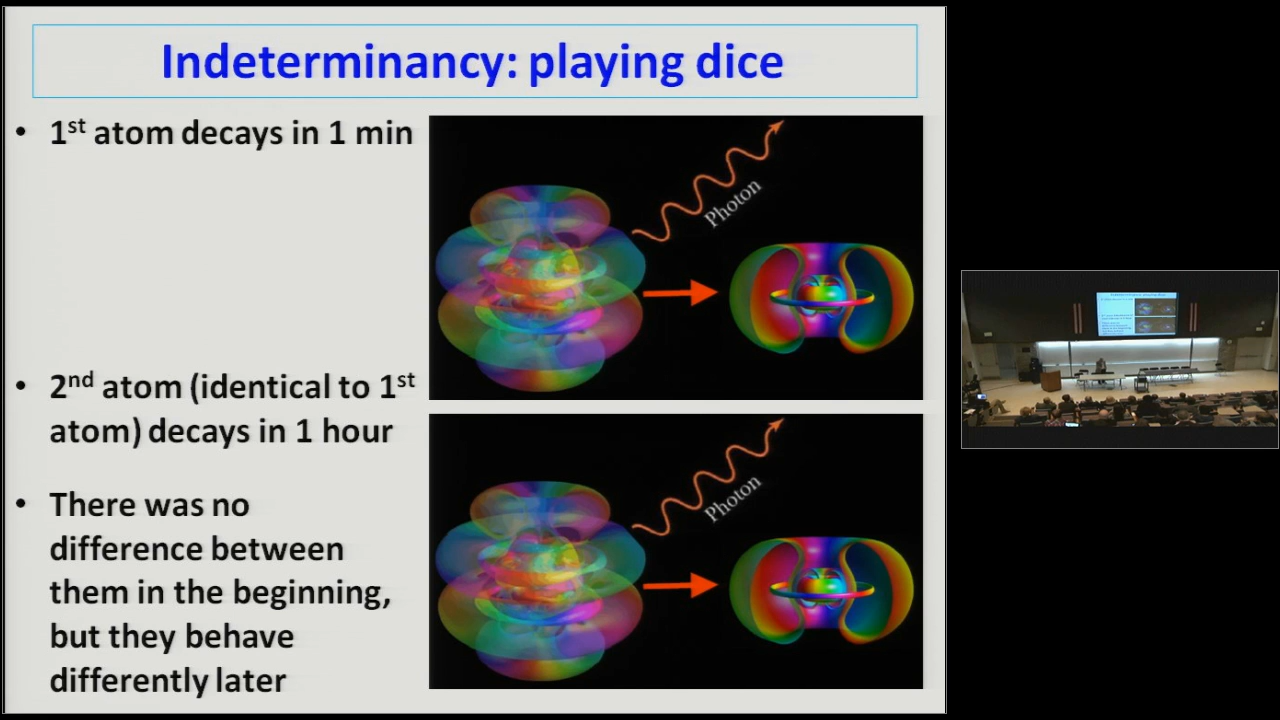 Indeterminancy: playing dice
• 1st atom decays in 1 min
Photon
• 2nd atom (identical to 1st
atom) decays in 1 hour
• There was no
difference between
them in the beginning,
but they behave
differently later
Photon